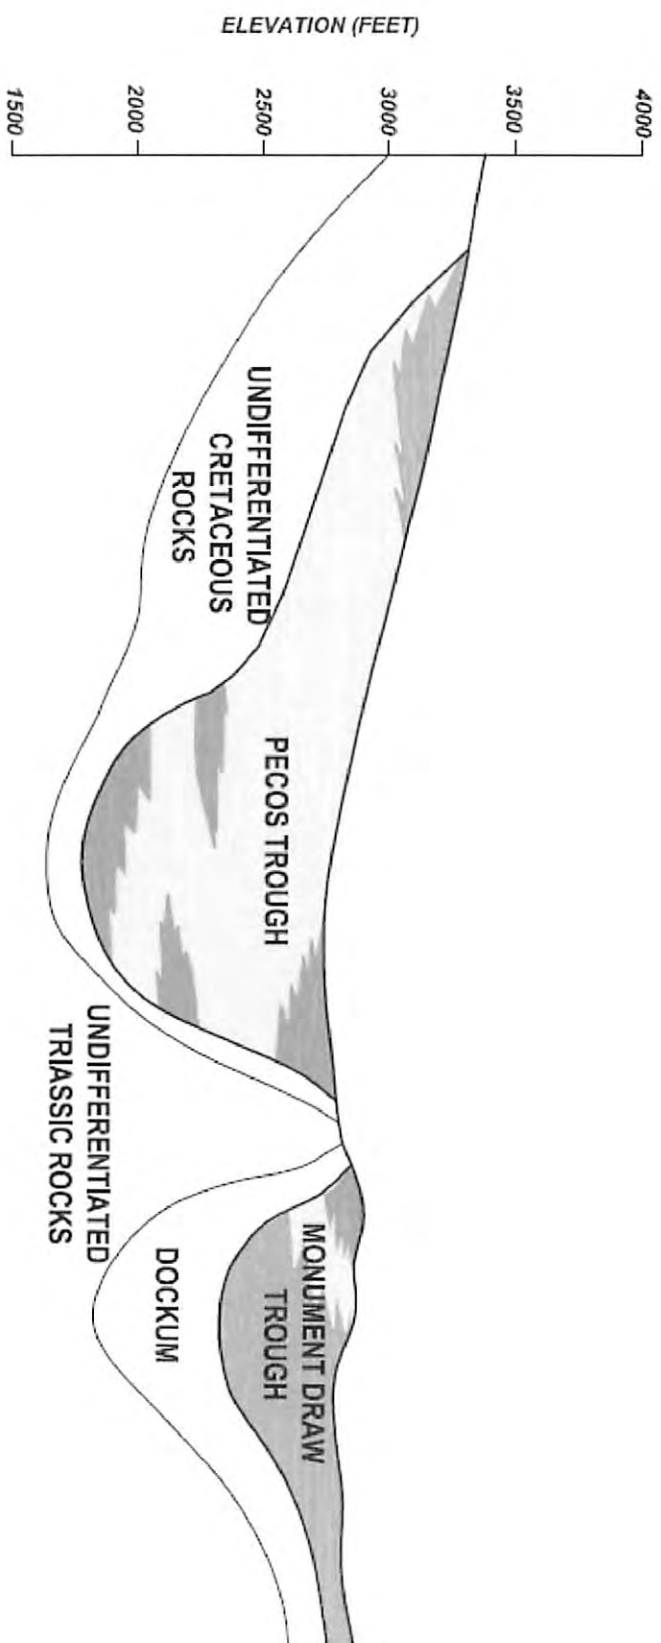 ELEVATION (FEET)
4000
3500
3000
2500
2000
1500
UNDIFFERENTIATED
CRETACEOUS
ROCKS
PECOS TROUGH
UNDIFFERENTIATED
TRIASSIC ROCKS
MONUMENT DRAW
TROUGH
DOCKUM